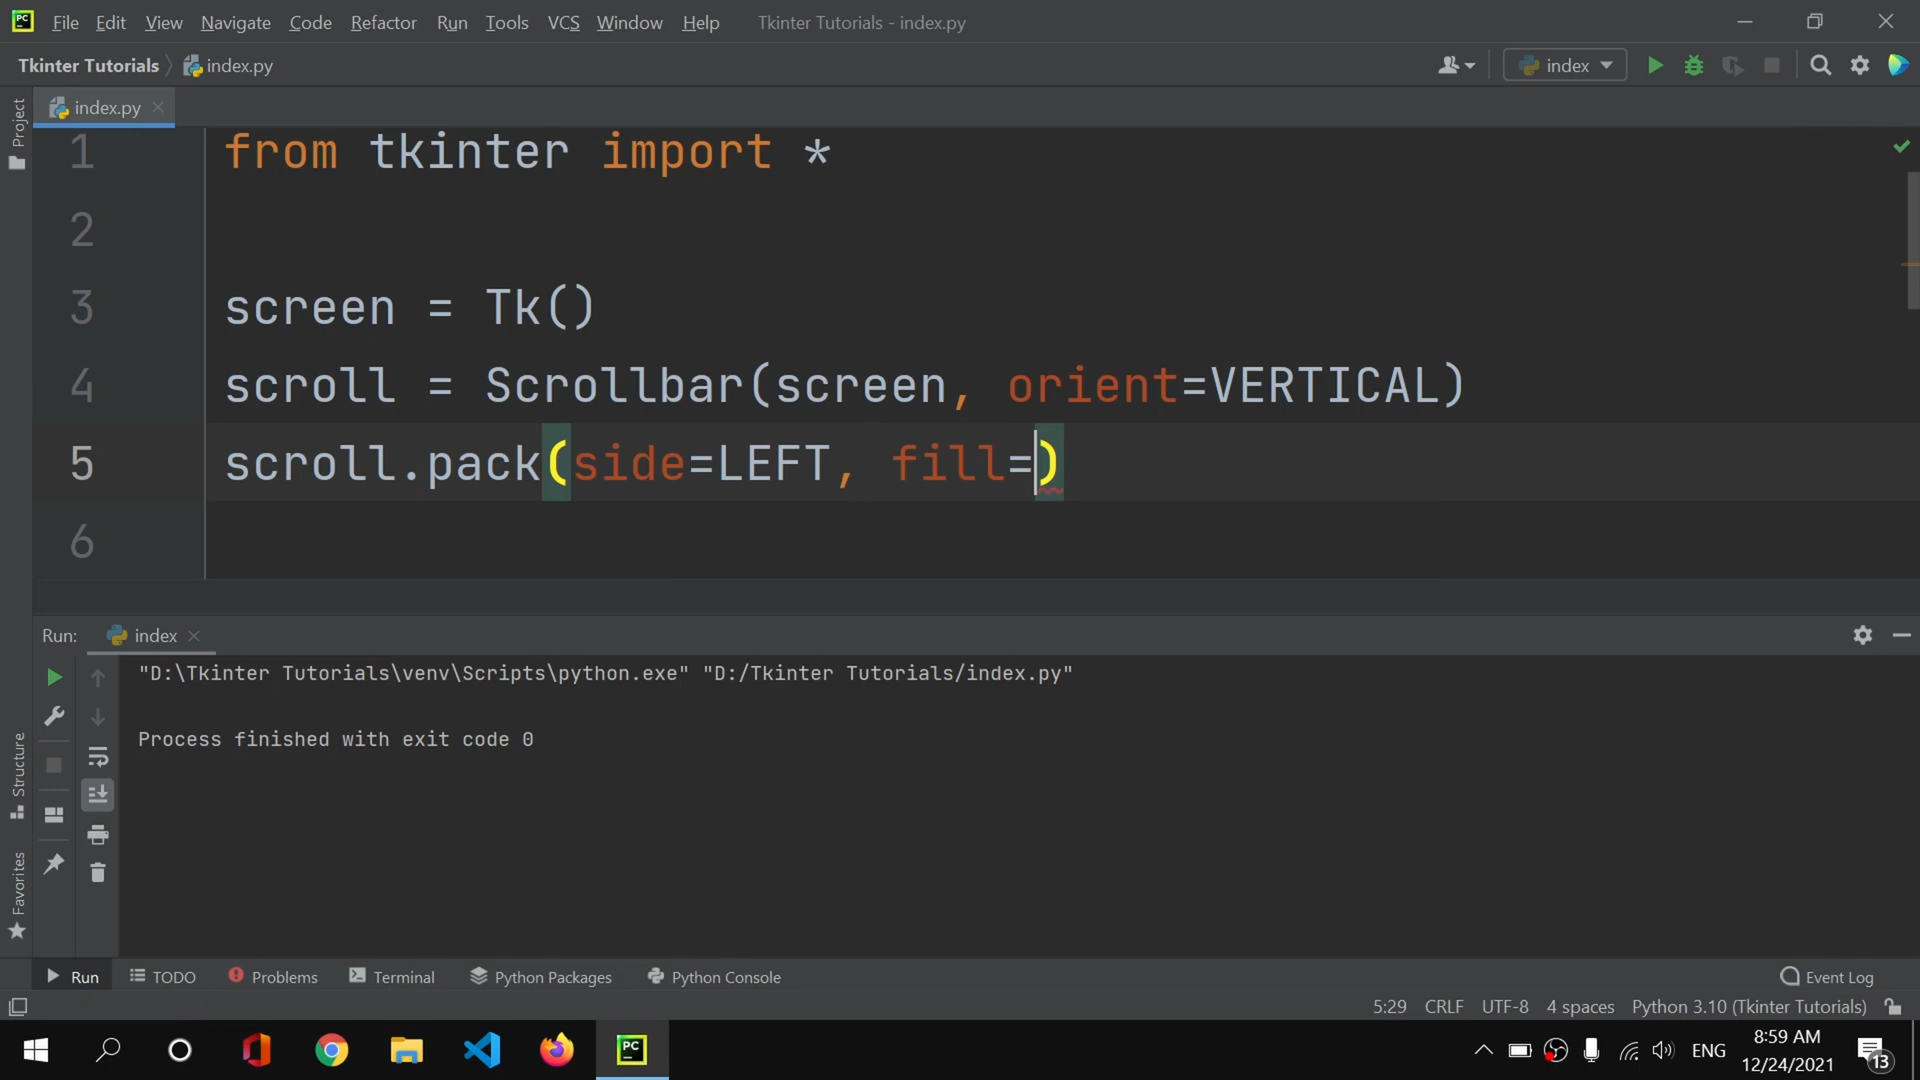 PC File Edit View Navigate Code Refactor Run Tools VCS Window Help Tkinter Tutorials - index.py
Tkinter Tutorials index.py index
Project
index.py
1 from tkinter import *
2
3 screen = Tk()
4 scroll = Scrollbar(screen, orient=VERTICAL)
5 scroll.pack(side=LEFT, fill=)
6
Run: index
"D:\Tkinter Tutorials\venv\Scripts\python.exe" "D:/Tkinter Tutorials/index.py"
Process finished with exit code 0
Structure
Favorites
Run TODO Problems Terminal Python Packages Python Console Event Log
5:29 CRLF UTF-8 4 spaces Python 3.10 (Tkinter Tutorials)
PC ENG 8:59 AM 13
12/24/2021